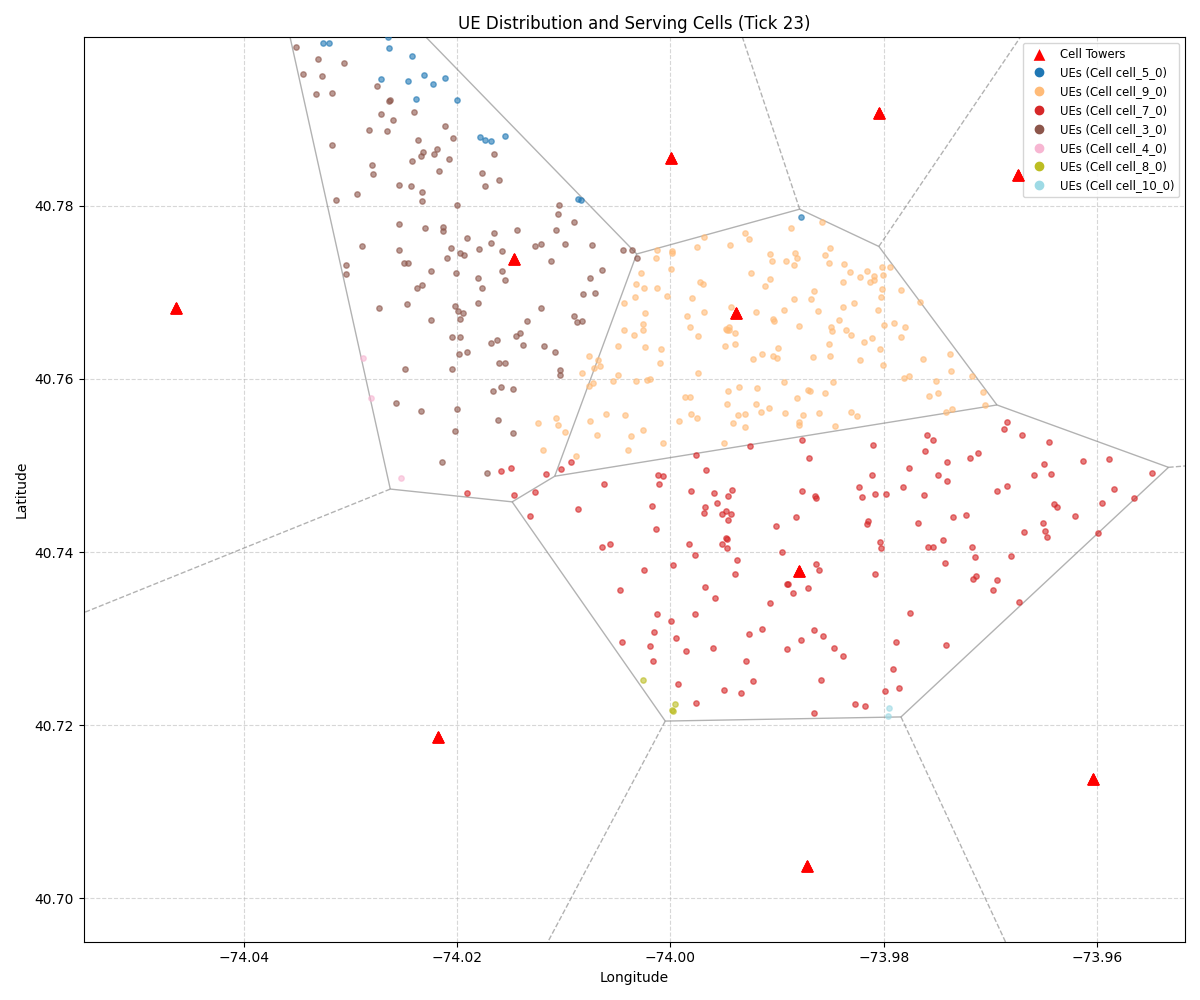 UE Distribution and Serving Cells (Tick 23)
Cell Towers
UEs (Cell cell_5_0)
UEs (Cell cell_9_0)
UEs (Cell cell_7_0)
UEs (Cell cell_3_0)
UEs (Cell cell_4_0)
UEs (Cell cell_8_0)
UEs (Cell cell_10_0)
40.78
40.76
40.74
40.72
40.70
Latitude
−74.04
−74.02
−74.00
−73.98
−73.96
Longitude